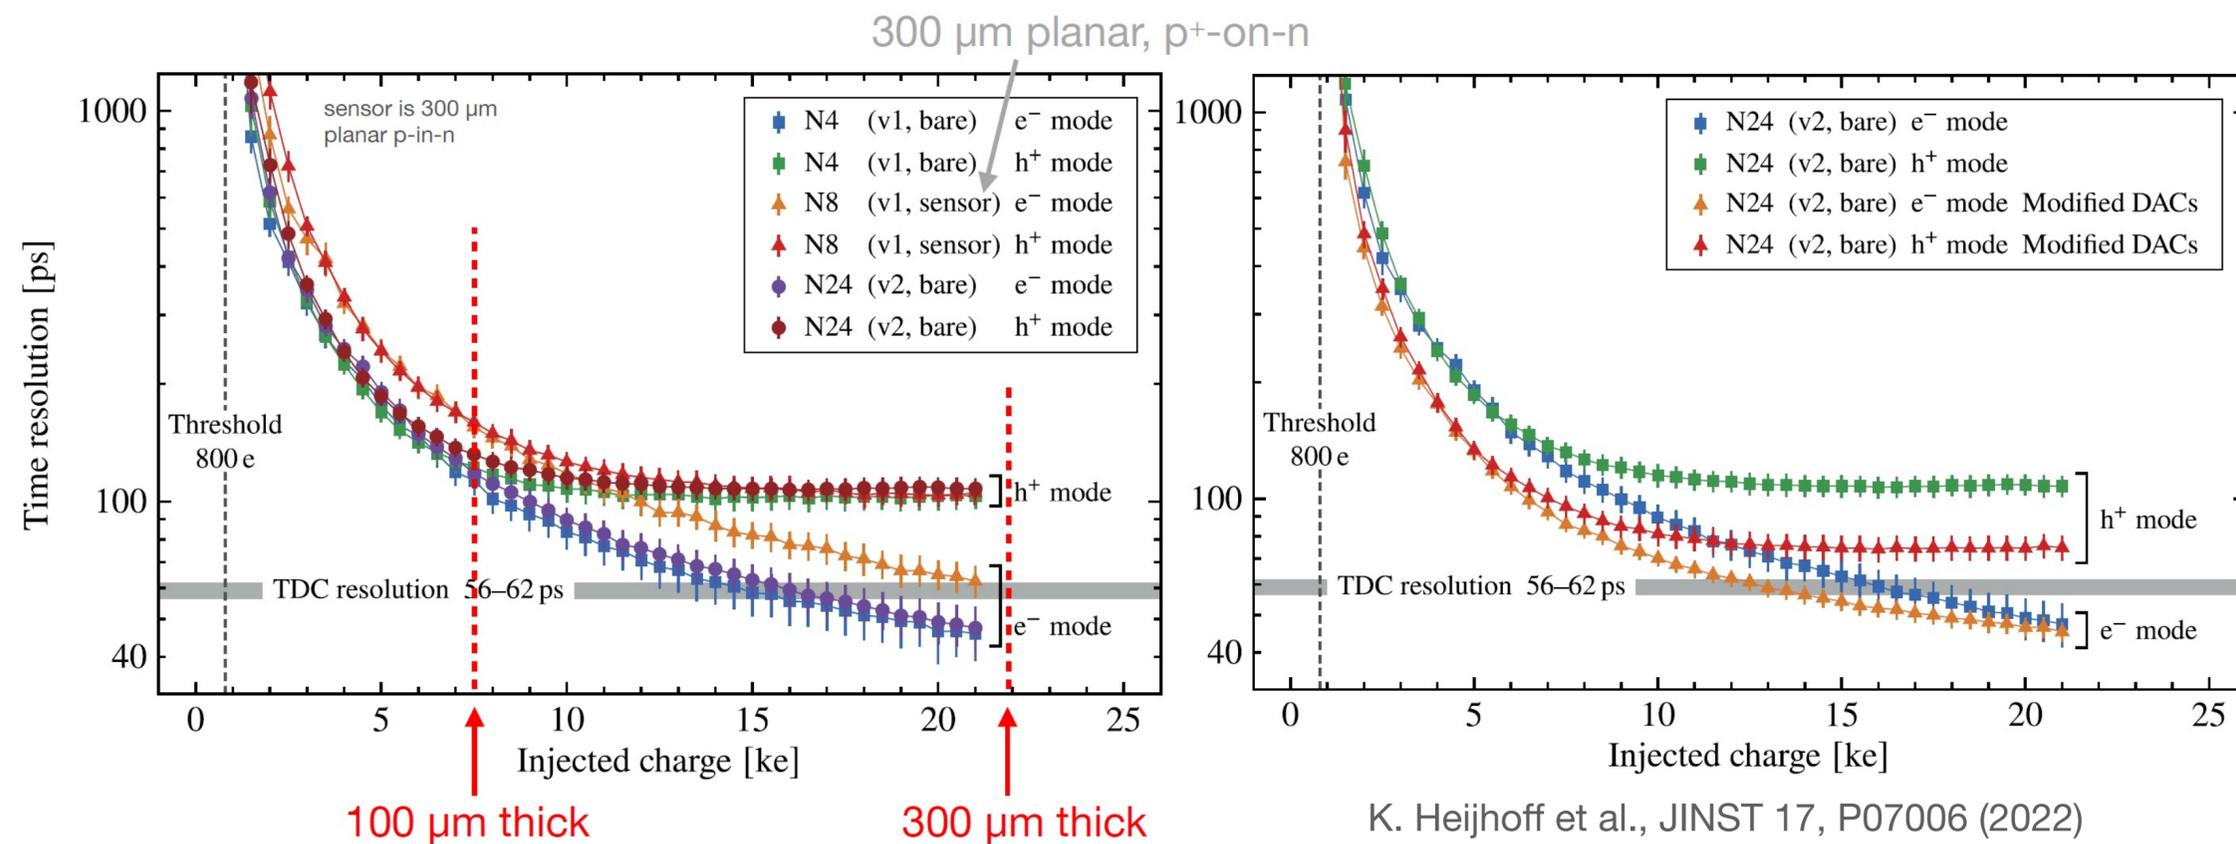 300 µm planar, p+-on-n
sensor is 300 µm
planar p-in-n
N4 (v1, bare) e− mode
N4 (v1, bare) h+ mode
N8 (v1, sensor) e− mode
N8 (v1, sensor) h+ mode
N24 (v2, bare) e− mode
N24 (v2, bare) h+ mode
1000
100
40
Time resolution [ps]
Threshold
800 e
TDC resolution 56–62 ps
h+ mode
e− mode
0 5 10 15 20 25
Injected charge [ke]
100 µm thick
300 µm thick
N24 (v2, bare) e− mode
N24 (v2, bare) h+ mode
N24 (v2, bare) e− mode Modified DACs
N24 (v2, bare) h+ mode Modified DACs
1000
100
40
Threshold
800 e
TDC resolution 56–62 ps
h+ mode
e− mode
0 5 10 15 20 25
Injected charge [ke]
K. Heijhoff et al., JINST 17, P07006 (2022)